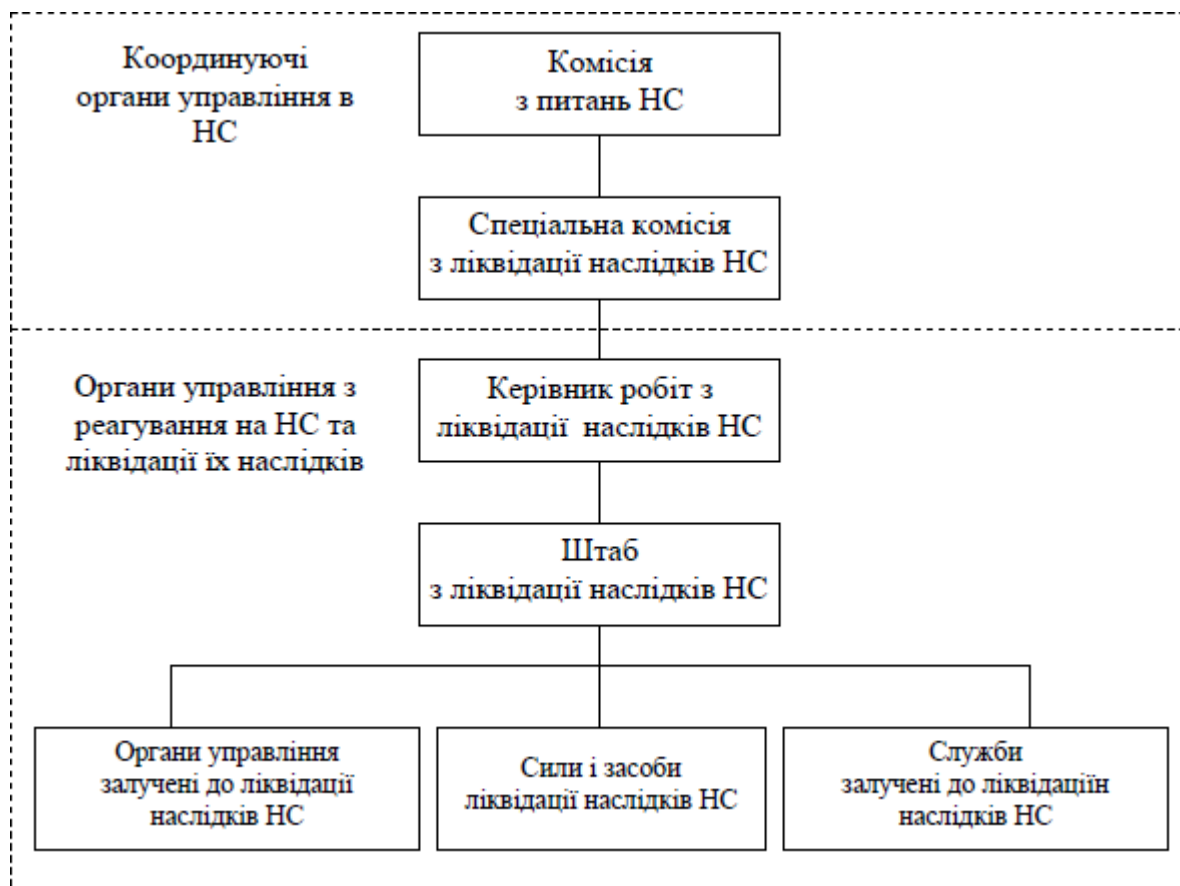 Координуючі
органи управління в
НС
Комісія
з питань НС
Спеціальна комісія
з ліквідації наслідків НС
Органи управління з
реагування на НС та
ліквідації їх наслідків
Керівник робіт з
ліквідації наслідків НС
Штаб
з ліквідації наслідків НС
Органи управління
залучені до ліквідації
наслідків НС
Сили і засоби
ліквідації наслідків НС
Служби
залучені до ліквідаціїн
наслідків НС